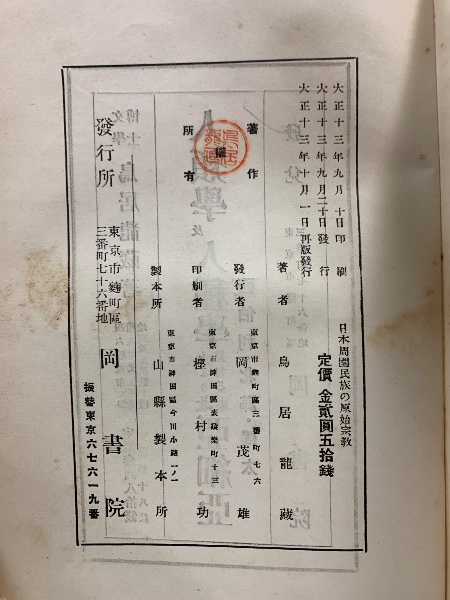 大正十三年九月　十日印　刷
大正十三年九月二十日發　行
大正十三年十月一日再版發行
日本周圍民族の原始宗教
定價 金貳圓五拾錢
著作
權
所有
著者　鳥居龍藏
東京市麴町區三番町七六
發行者　岡茂雄
東京市神田區表猿樂町十三
印刷者　樫村功
東京市神田區今川小路一ノ一
製本所　山縣製本所
發行所
東京市麴町區
三番町七十六番地
岡書院
振替東京六七六一九番